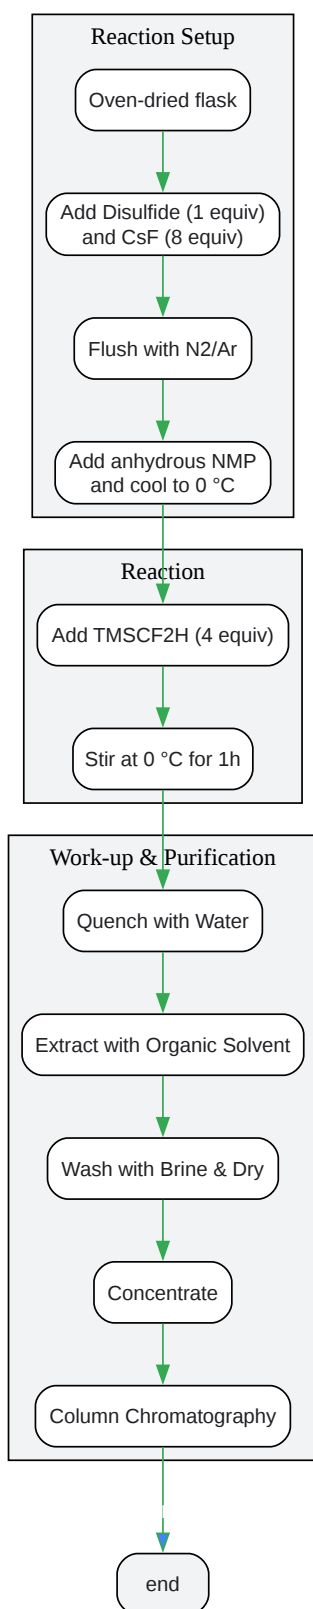 Reaction Setup
Oven-dried flask
Add Disulfide (1 equiv)
and CsF (8 equiv)
Flush with N2/Ar
Add anhydrous NMP
and cool to 0 °C
Reaction
Add TMSCF2H (4 equiv)
Stir at 0 °C for 1h
Work-up & Purification
Quench with Water
Extract with Organic Solvent
Wash with Brine & Dry
Concentrate
Column Chromatography
end